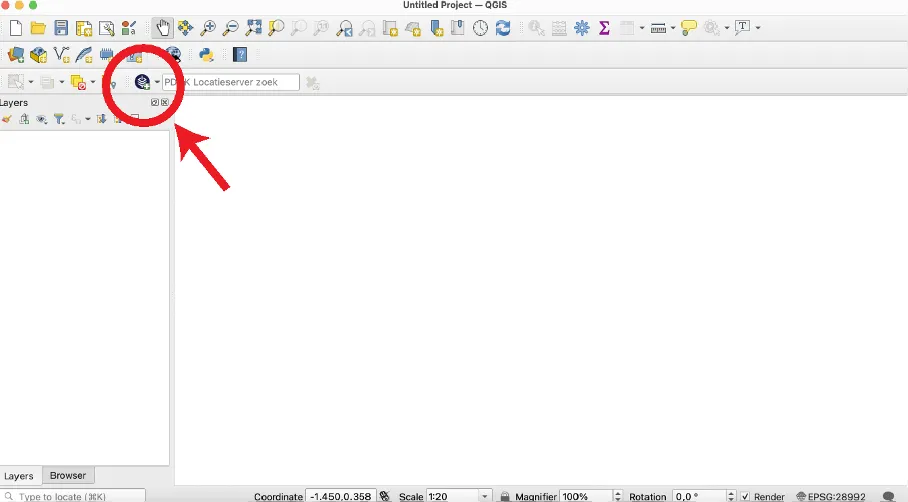 Untitled Project — QGIS
PDOK Locatieserver zoek
Layers
Layers Browser
Type to locate (⌘K) Coordinate -1.450,0.358 Scale 1:20 Magnifier 100% Rotation 0,0 ° Render EPSG:28992